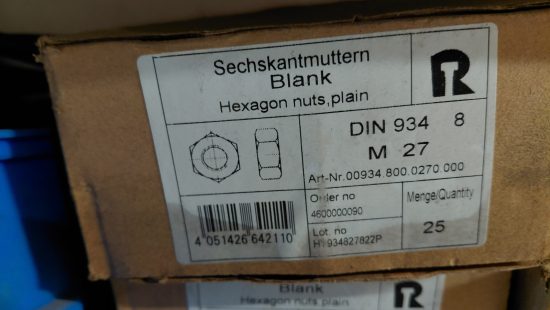 Sechskantmuttern
Blank
Hexagon nuts,plain
R
DIN 934 8
M 27
Art-Nr.00934.800.0270.000
Order no
4600000090
Menge/Quantity
25
Lot. no
4 051426 642110
Blank
Hexagon nuts plain
R